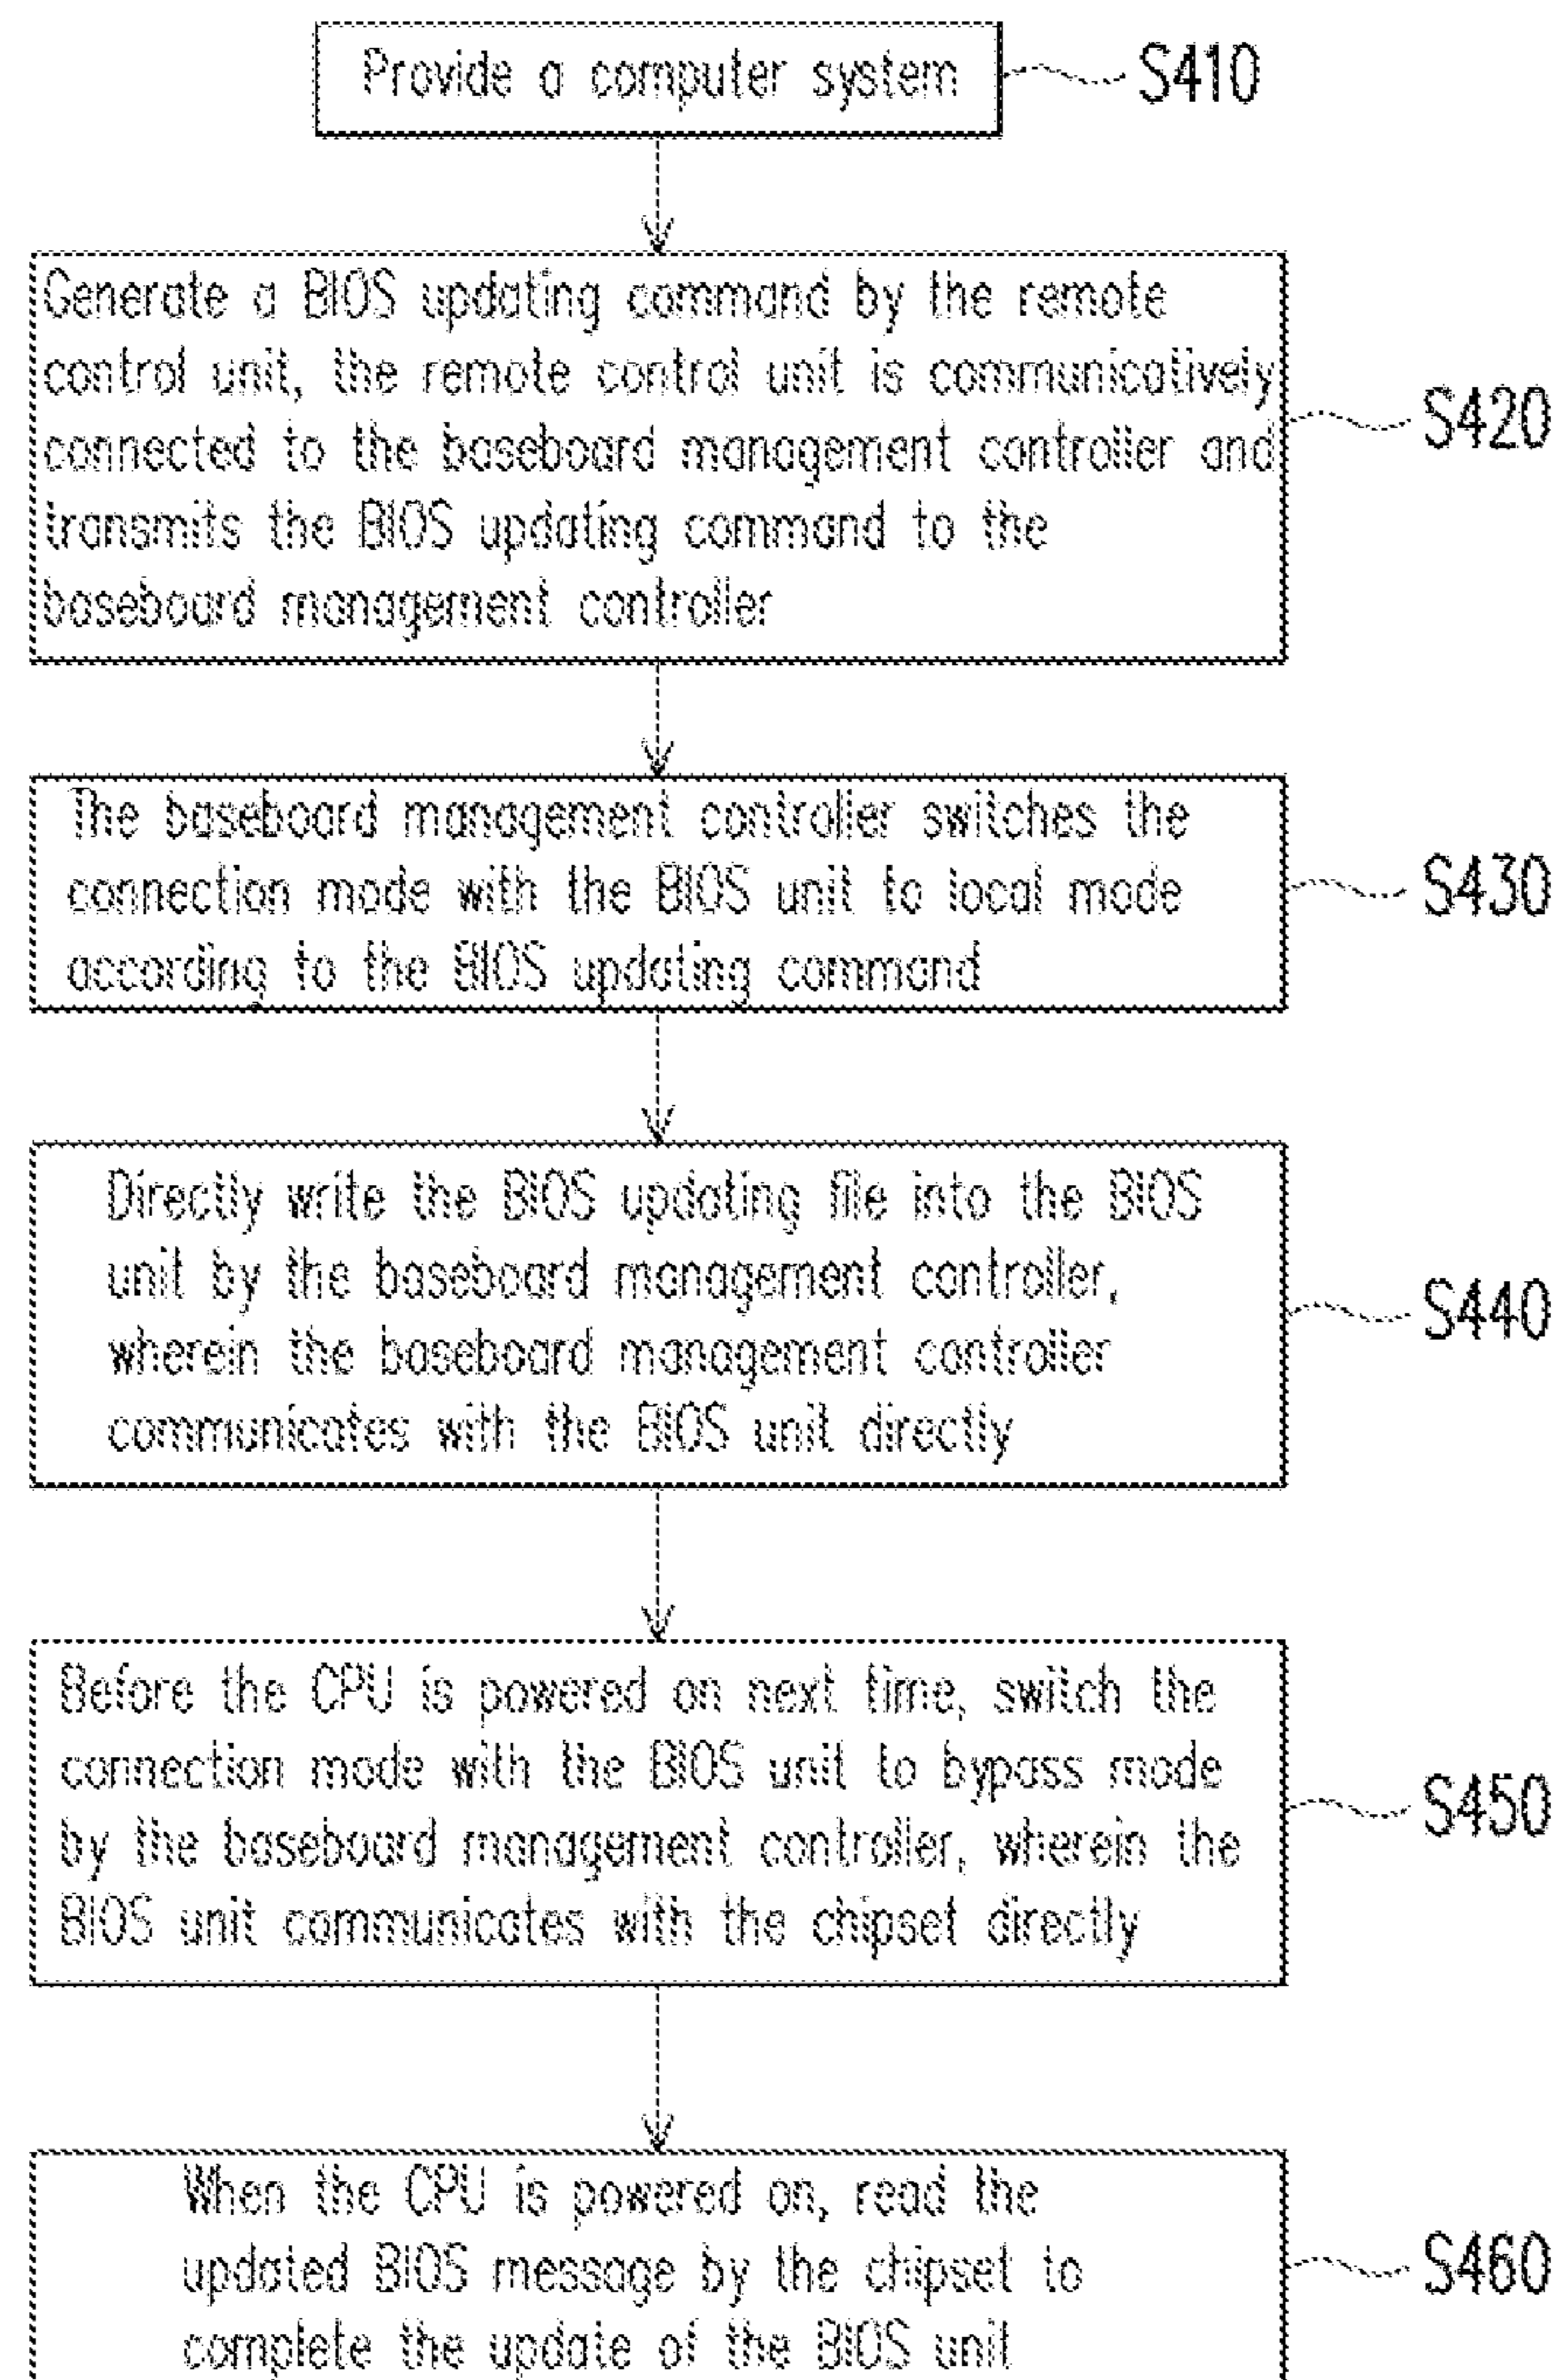 Provide a computer system
S410
Generate a BIOS updating command by the remote
control unit, the remote control unit is communicatively
connected to the baseboard management controller and
transmits the BIOS updating command to the
baseboard management controller
S420
The baseboard management controller switches the
connection mode with the BIOS unit to local mode
according to the BIOS updating command
S430
Directly write the BIOS updating file into the BIOS
unit by the baseboard management controller,
wherein the baseboard management controller
communicates with the BIOS unit directly
S440
Before the CPU is powered on next time, switch the
connection mode with the BIOS unit to bypass mode
by the baseboard management controller, wherein the
BIOS unit communicates with the chipset directly
S450
When the CPU is powered on, read the
updated BIOS message by the chipset to
complete the update of the BIOS unit
S460